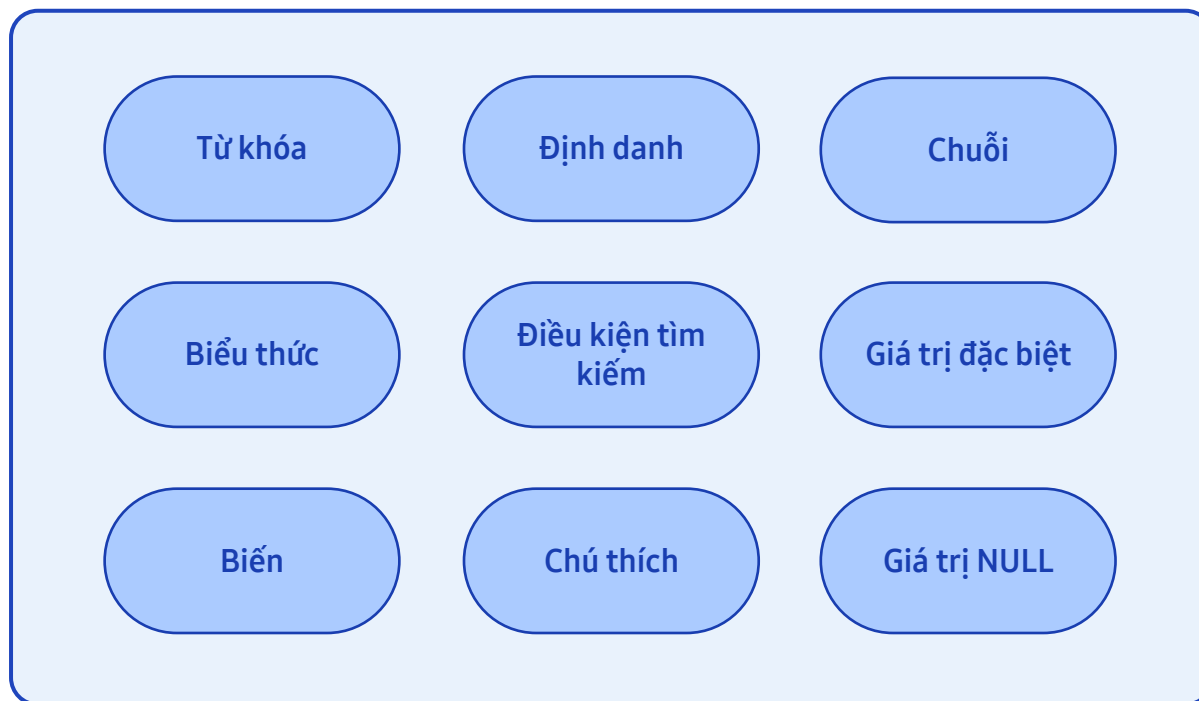 Từ khóa
Định danh
Chuỗi
Biểu thức
Điều kiện tìm
kiếm
Giá trị đặc biệt
Biến
Chú thích
Giá trị NULL